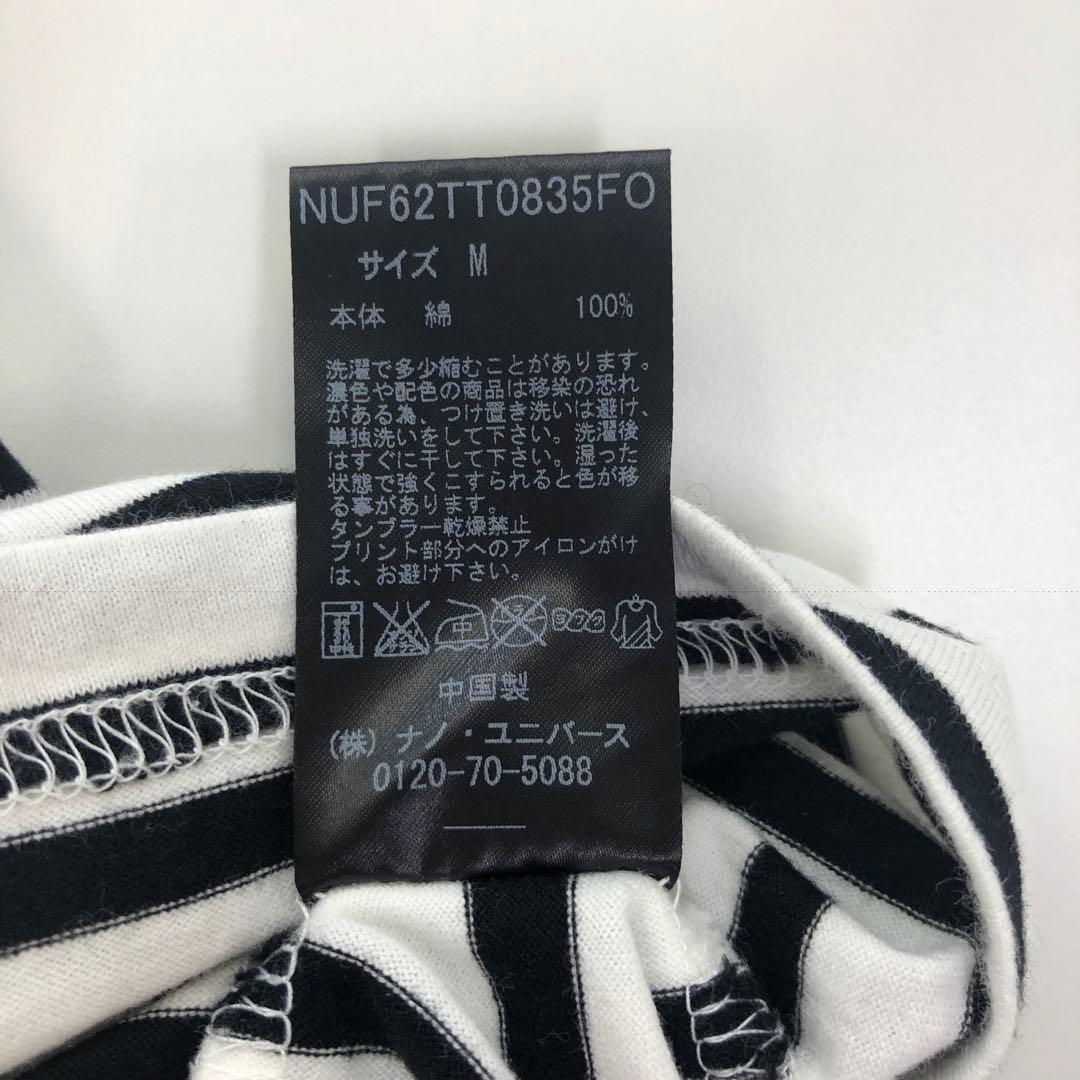 NUF62TT0835FO
サイズ M
本体 綿 100%
洗濯で多少縮むことがあります。
濃色や配色の商品は移染の恐れ
がある為、つけ置き洗いは避け、
単独洗いをして下さい。洗濯後
はすぐに干して下さい。湿った
状態で強くこすられると色が移
る事があります。
タンブラー乾燥禁止
プリント部分へのアイロンがけ
は、お避け下さい。
中国製
(株)ナノ・ユニバース
0120-70-5088